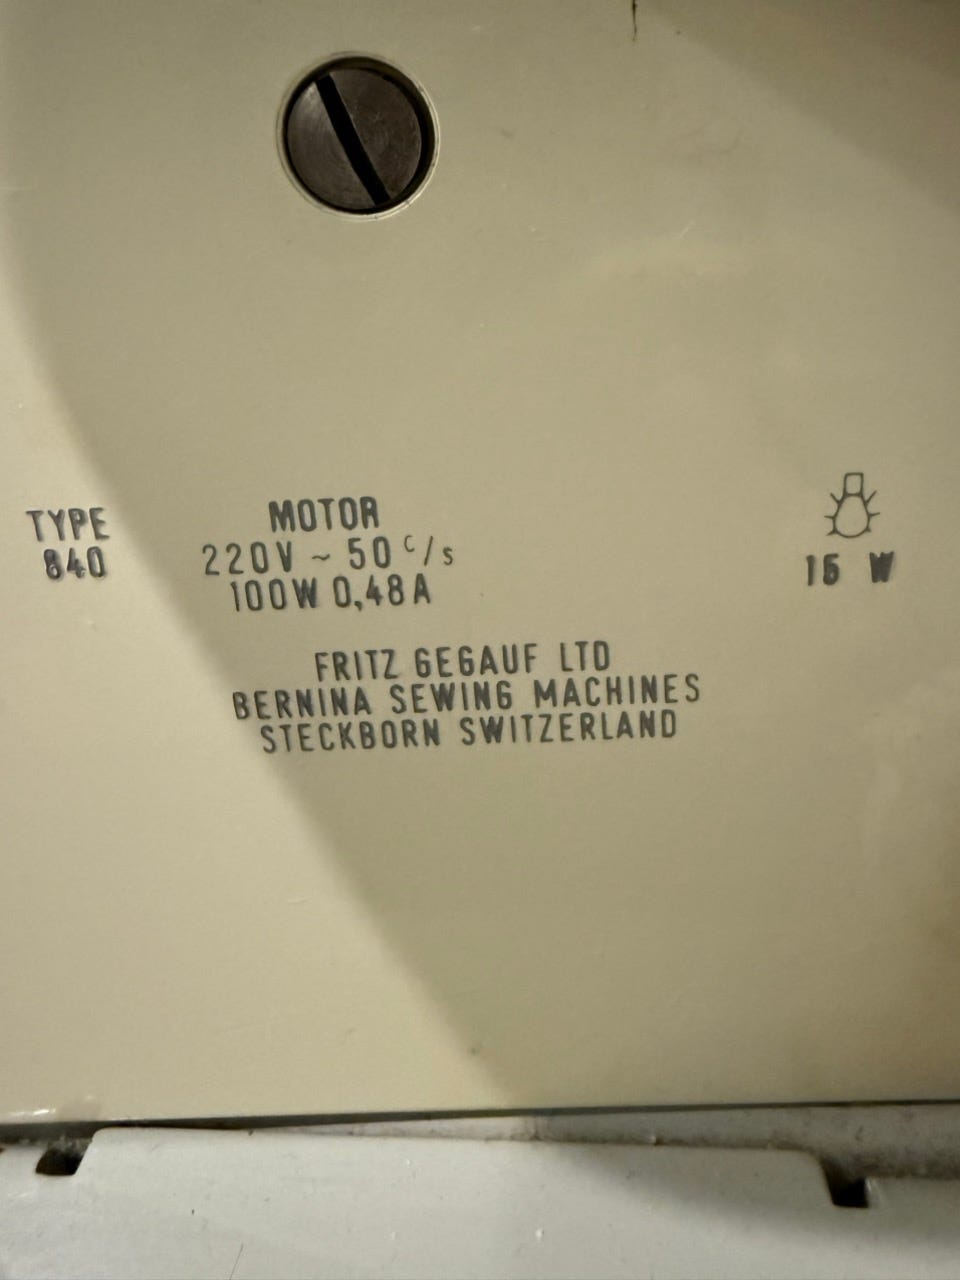 TYPE
840
MOTOR
220V ~ 50 c/s
100W 0,48A
15 W
FRITZ GEGAUF LTD
BERNINA SEWING MACHINES
STECKBORN SWITZERLAND